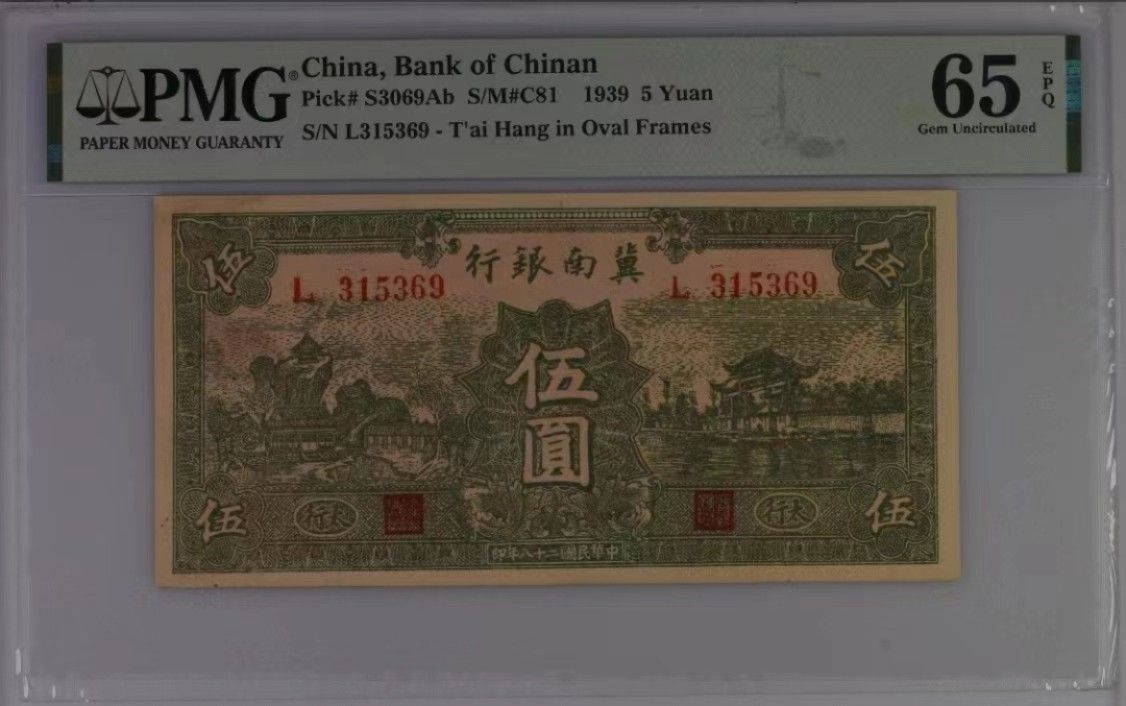 PMG®
PAPER MONEY GUARANTY
China, Bank of Chinan
Pick# S3069Ab S/M#C81 1939 5 Yuan
S/N L315369 - T'ai Hang in Oval Frames
65
EPQ
Gem Uncirculated
行銀南冀
伍
伍
L 315369
L 315369
伍
圓
伍
行太
行太
伍
印年八十二國民華中